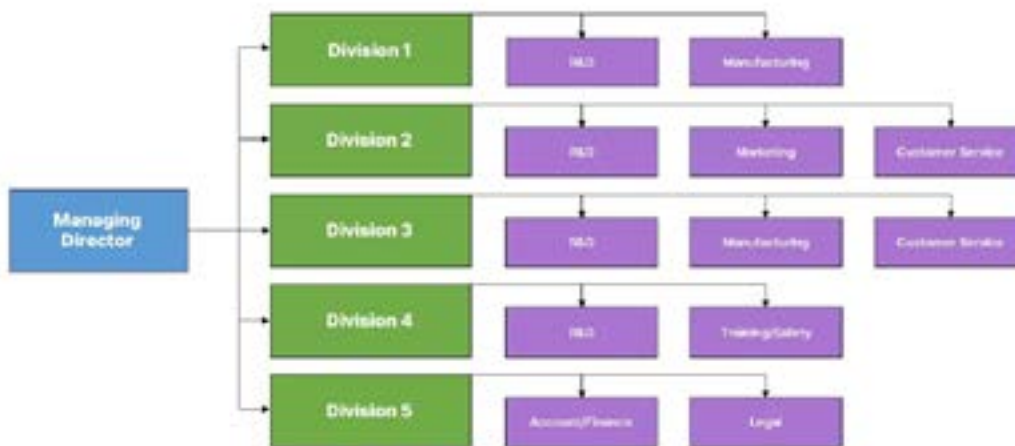 Division 1
R&D
Manufacturing
Division 2
R&D
Marketing
Customer Service
Managing
Director
Division 3
R&D
Manufacturing
Customer Service
Division 4
R&D
Training/Safety
Division 5
Account/Finance
Legal